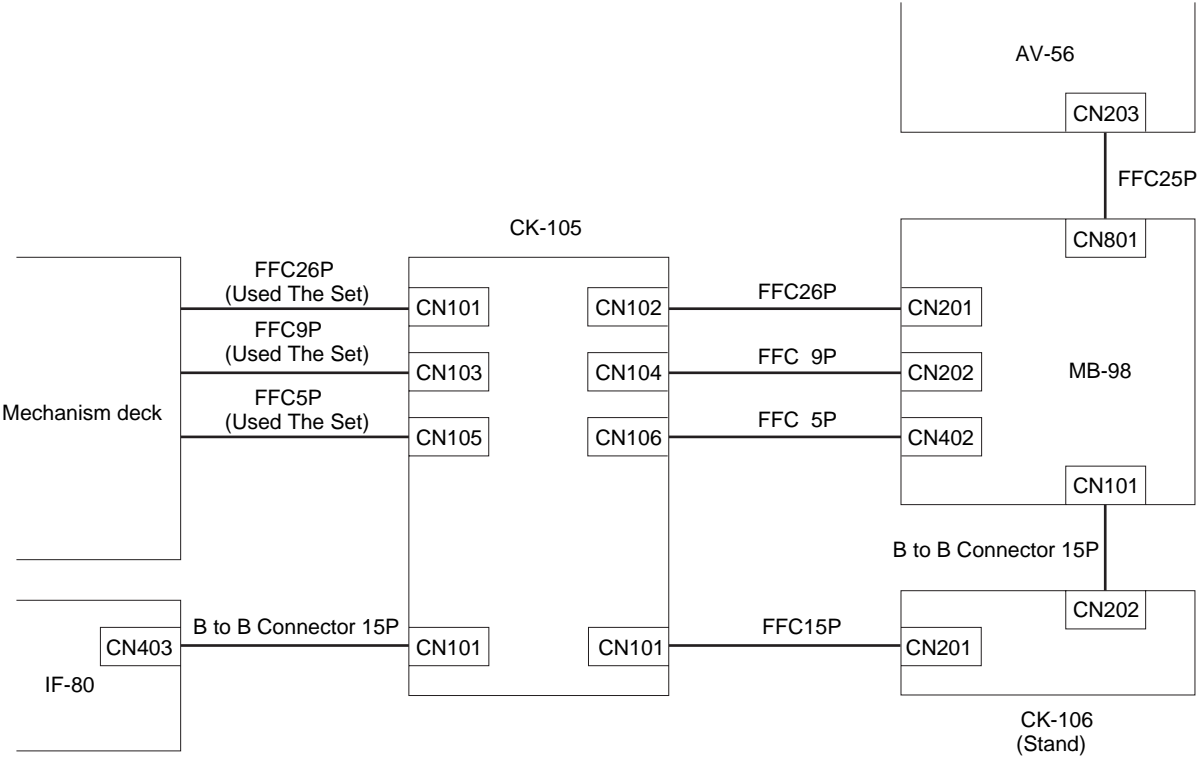 AV-56
CN203
FFC25P
CK-105
CN801
FFC26P
(Used The Set)
CN101
CN102
FFC26P
CN201
FFC9P
(Used The Set)
CN103
CN104
FFC 9P
CN202
MB-98
Mechanism deck
FFC5P
(Used The Set)
CN105
CN106
FFC 5P
CN402
CN101
B to B Connector 15P
CN202
CN403
B to B Connector 15P
CN101
CN101
FFC15P
CN201
IF-80
CK-106
(Stand)